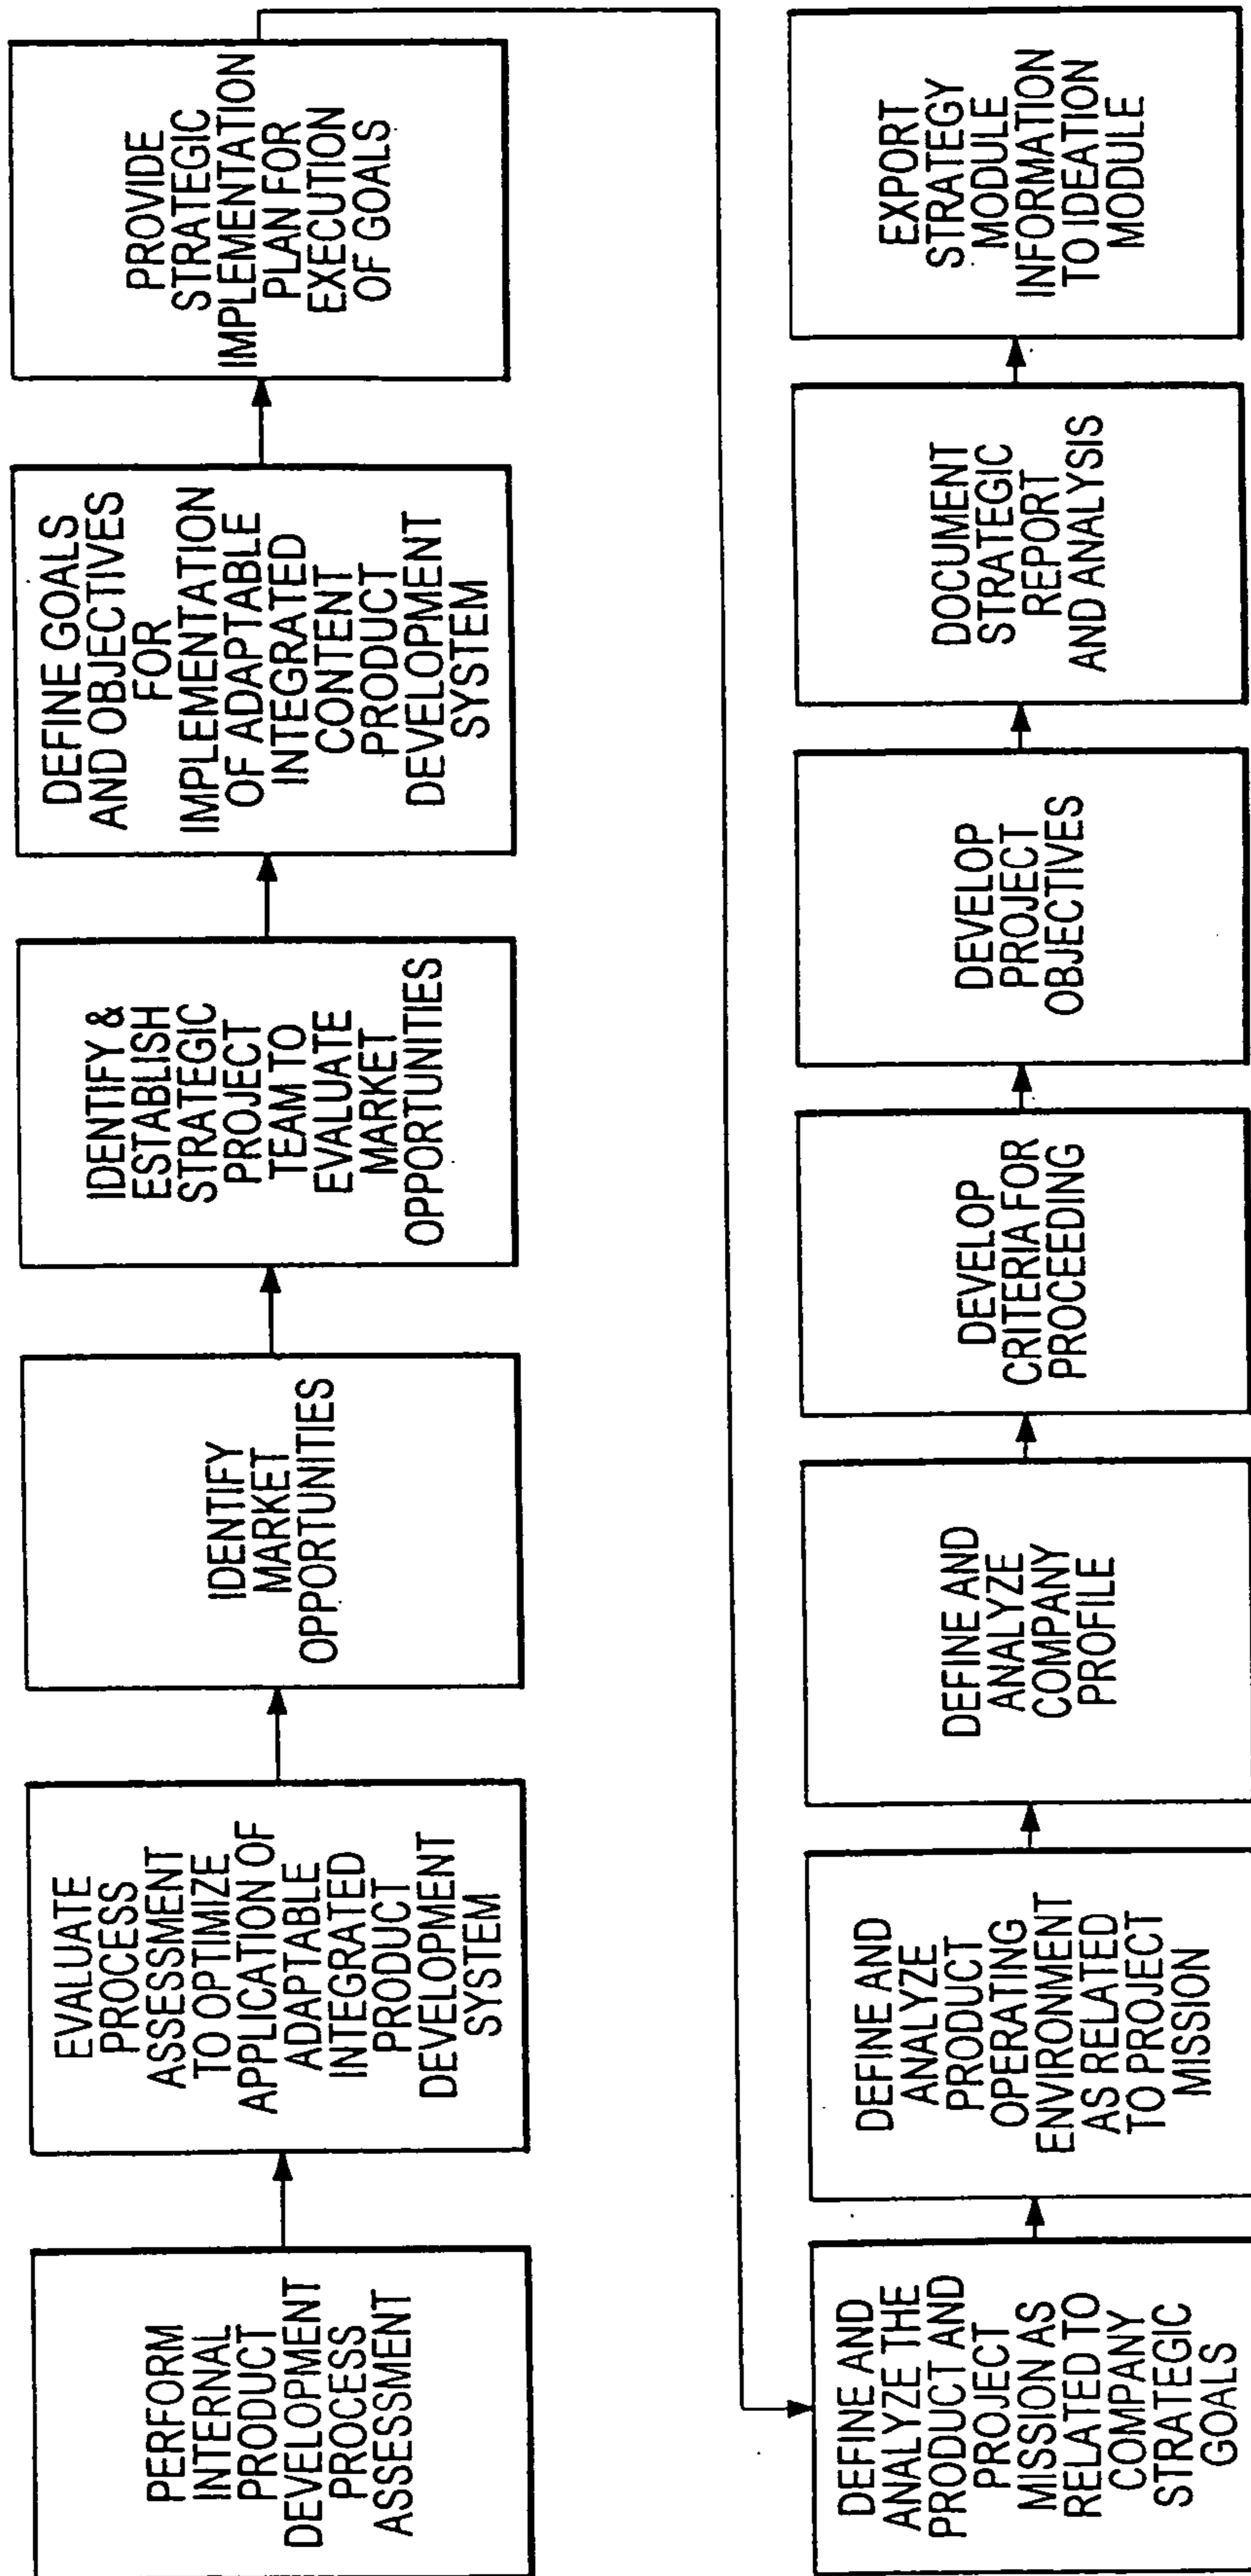 PERFORM
INTERNAL
PRODUCT
DEVELOPMENT
PROCESS
ASSESSMENT
EVALUATE
PROCESS
ASSESSMENT
TO OPTIMIZE
APPLICATION OF
ADAPTABLE
INTEGRATED
PRODUCT
DEVELOPMENT
SYSTEM
IDENTIFY
MARKET
OPPORTUNITIES
IDENTIFY &
ESTABLISH
STRATEGIC
PROJECT
TEAM TO
EVALUATE
MARKET
OPPORTUNITIES
DEFINE GOALS
AND OBJECTIVES
FOR
IMPLEMENTATION
OF ADAPTABLE
INTEGRATED
CONTENT
PRODUCT
DEVELOPMENT
SYSTEM
PROVIDE
STRATEGIC
IMPLEMENTATION
PLAN FOR
EXECUTION
OF GOALS
DEFINE AND
ANALYZE THE
PRODUCT AND
PROJECT
MISSION AS
RELATED TO
COMPANY
STRATEGIC
GOALS
DEFINE AND
ANALYZE
PRODUCT
OPERATING
ENVIRONMENT
AS RELATED
TO PROJECT
MISSION
DEFINE AND
ANALYZE
COMPANY
PROFILE
DEVELOP
CRITERIA FOR
PROCEEDING
DEVELOP
PROJECT
OBJECTIVES
DOCUMENT
STRATEGIC
REPORT
AND ANALYSIS
EXPORT
STRATEGY
MODULE
INFORMATION
TO IDEATION
MODULE